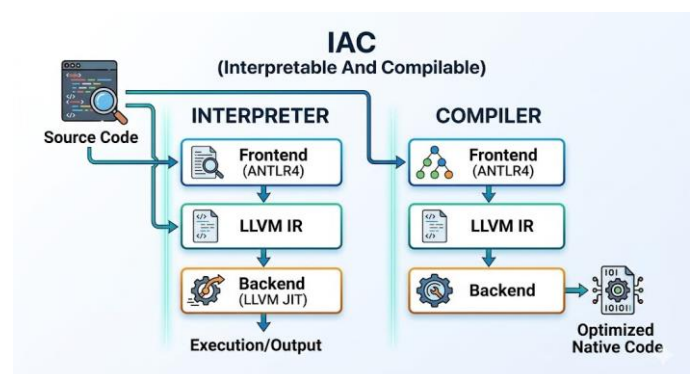 IAC
(Interpretable And Compilable)
Source Code
INTERPRETER
Frontend
(ANTLR4)
LLVM IR
Backend
(LLVM JIT)
Execution/Output
COMPILER
Frontend
(ANTLR4)
LLVM IR
Backend
Optimized
Native Code